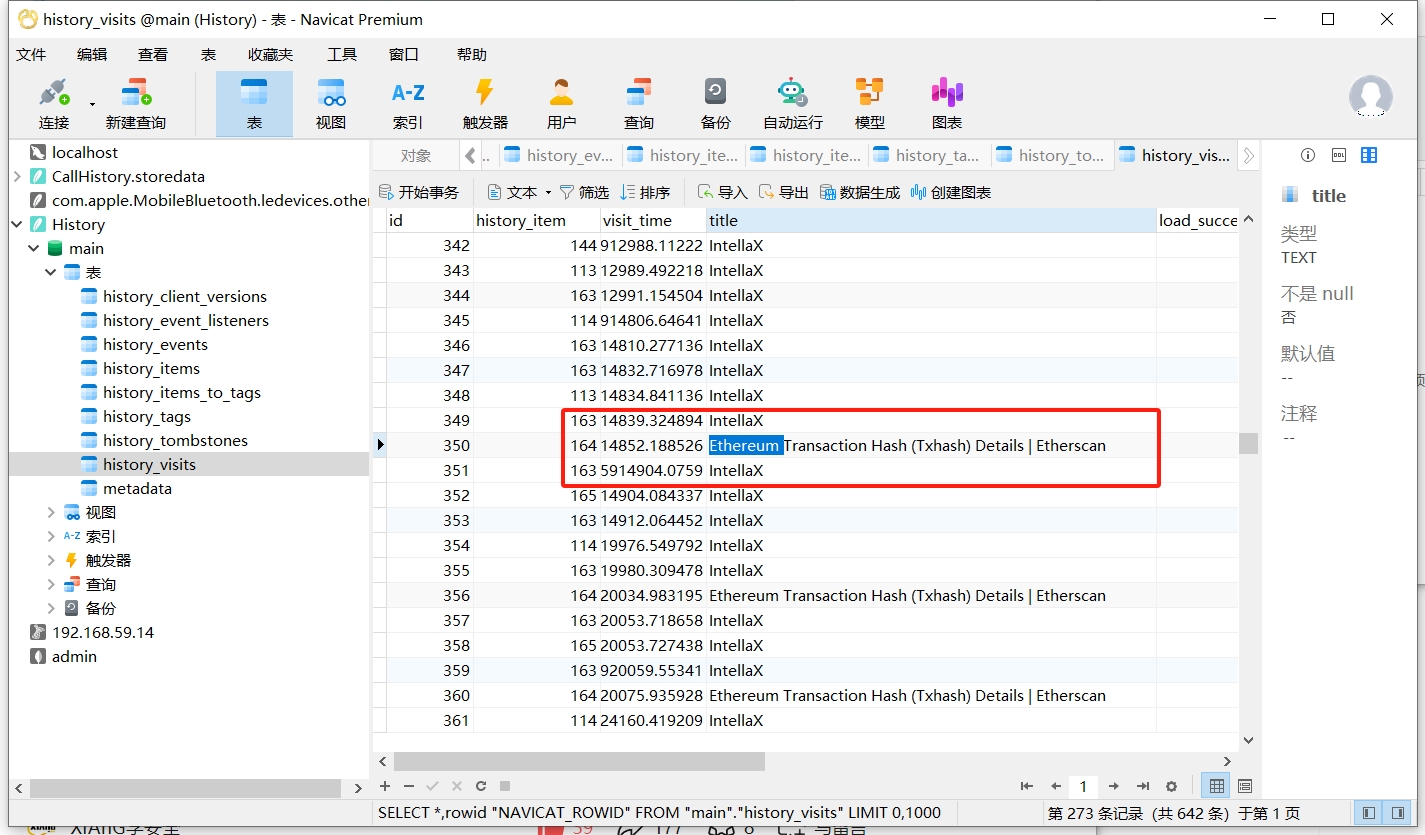 history_visits @main (History) - 表 - Navicat Premium
文件 编辑 查看 表 收藏夹 工具 窗口 帮助
连接 新建查询 表 视图 A-Z 索引 触发器 用户 查询 备份 自动运行 模型 图表
localhost
CallHistory.storedata
com.apple.MobileBluetooth.ledevices.other
History
main
表
history_client_versions
history_event_listeners
history_events
history_items
history_items_to_tags
history_tags
history_tombstones
history_visits
metadata
视图
A-Z 索引
触发器
查询
备份
192.168.59.14
admin
对象 .. history_ev... history_ite... history_ite... history_ta... history_to... history_vis...
开始事务 文本 筛选 排序 导入 导出 数据生成 创建图表
id history_item visit_time title load_succe
342 144 912988.11222 IntellaX
343 113 12989.492218 IntellaX
344 163 12991.154504 IntellaX
345 114 914806.64641 IntellaX
346 163 14810.277136 IntellaX
347 163 14832.716978 IntellaX
348 113 14834.841136 IntellaX
349 163 14839.324894 IntellaX
350 164 14852.188526 Ethereum Transaction Hash (Txhash) Details | Etherscan
351 163 5914904.0759 IntellaX
352 165 14904.084337 IntellaX
353 163 14912.064452 IntellaX
354 114 19976.549792 IntellaX
355 163 19980.309478 IntellaX
356 164 20034.983195 Ethereum Transaction Hash (Txhash) Details | Etherscan
357 163 20053.718658 IntellaX
358 165 20053.727438 IntellaX
359 163 920059.55341 IntellaX
360 164 20075.935928 Ethereum Transaction Hash (Txhash) Details | Etherscan
361 114 24160.419209 IntellaX
1
SELECT *,rowid "NAVICAT_ROWID" FROM "main"."history_visits" LIMIT 0,1000
第 273 条记录 (共 642 条) 于第 1 页
DDL
title
类型
TEXT
不是 null
否
默认值
--
注释
--